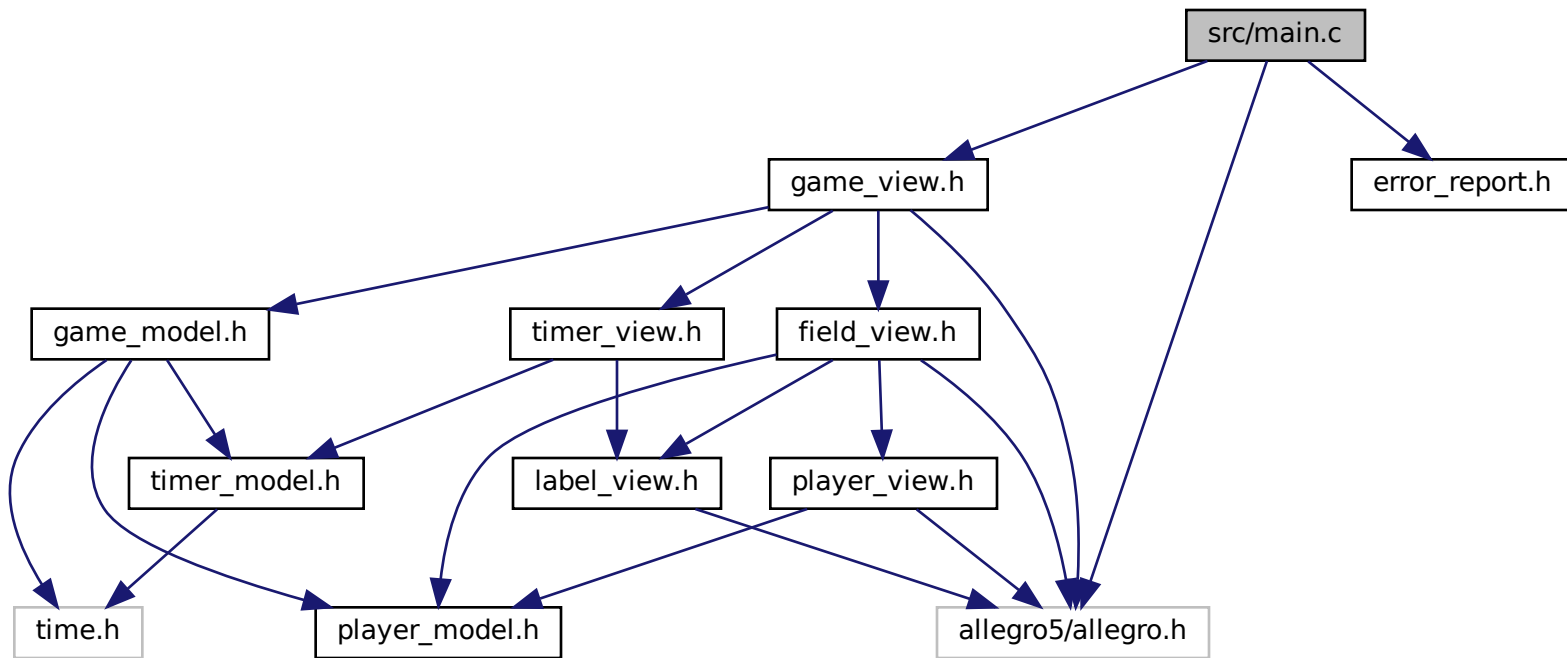 src/main.c
game_view.h
error_report.h
game_model.h
timer_view.h
field_view.h
timer_model.h
label_view.h
player_view.h
time.h
player_model.h
allegro5/allegro.h